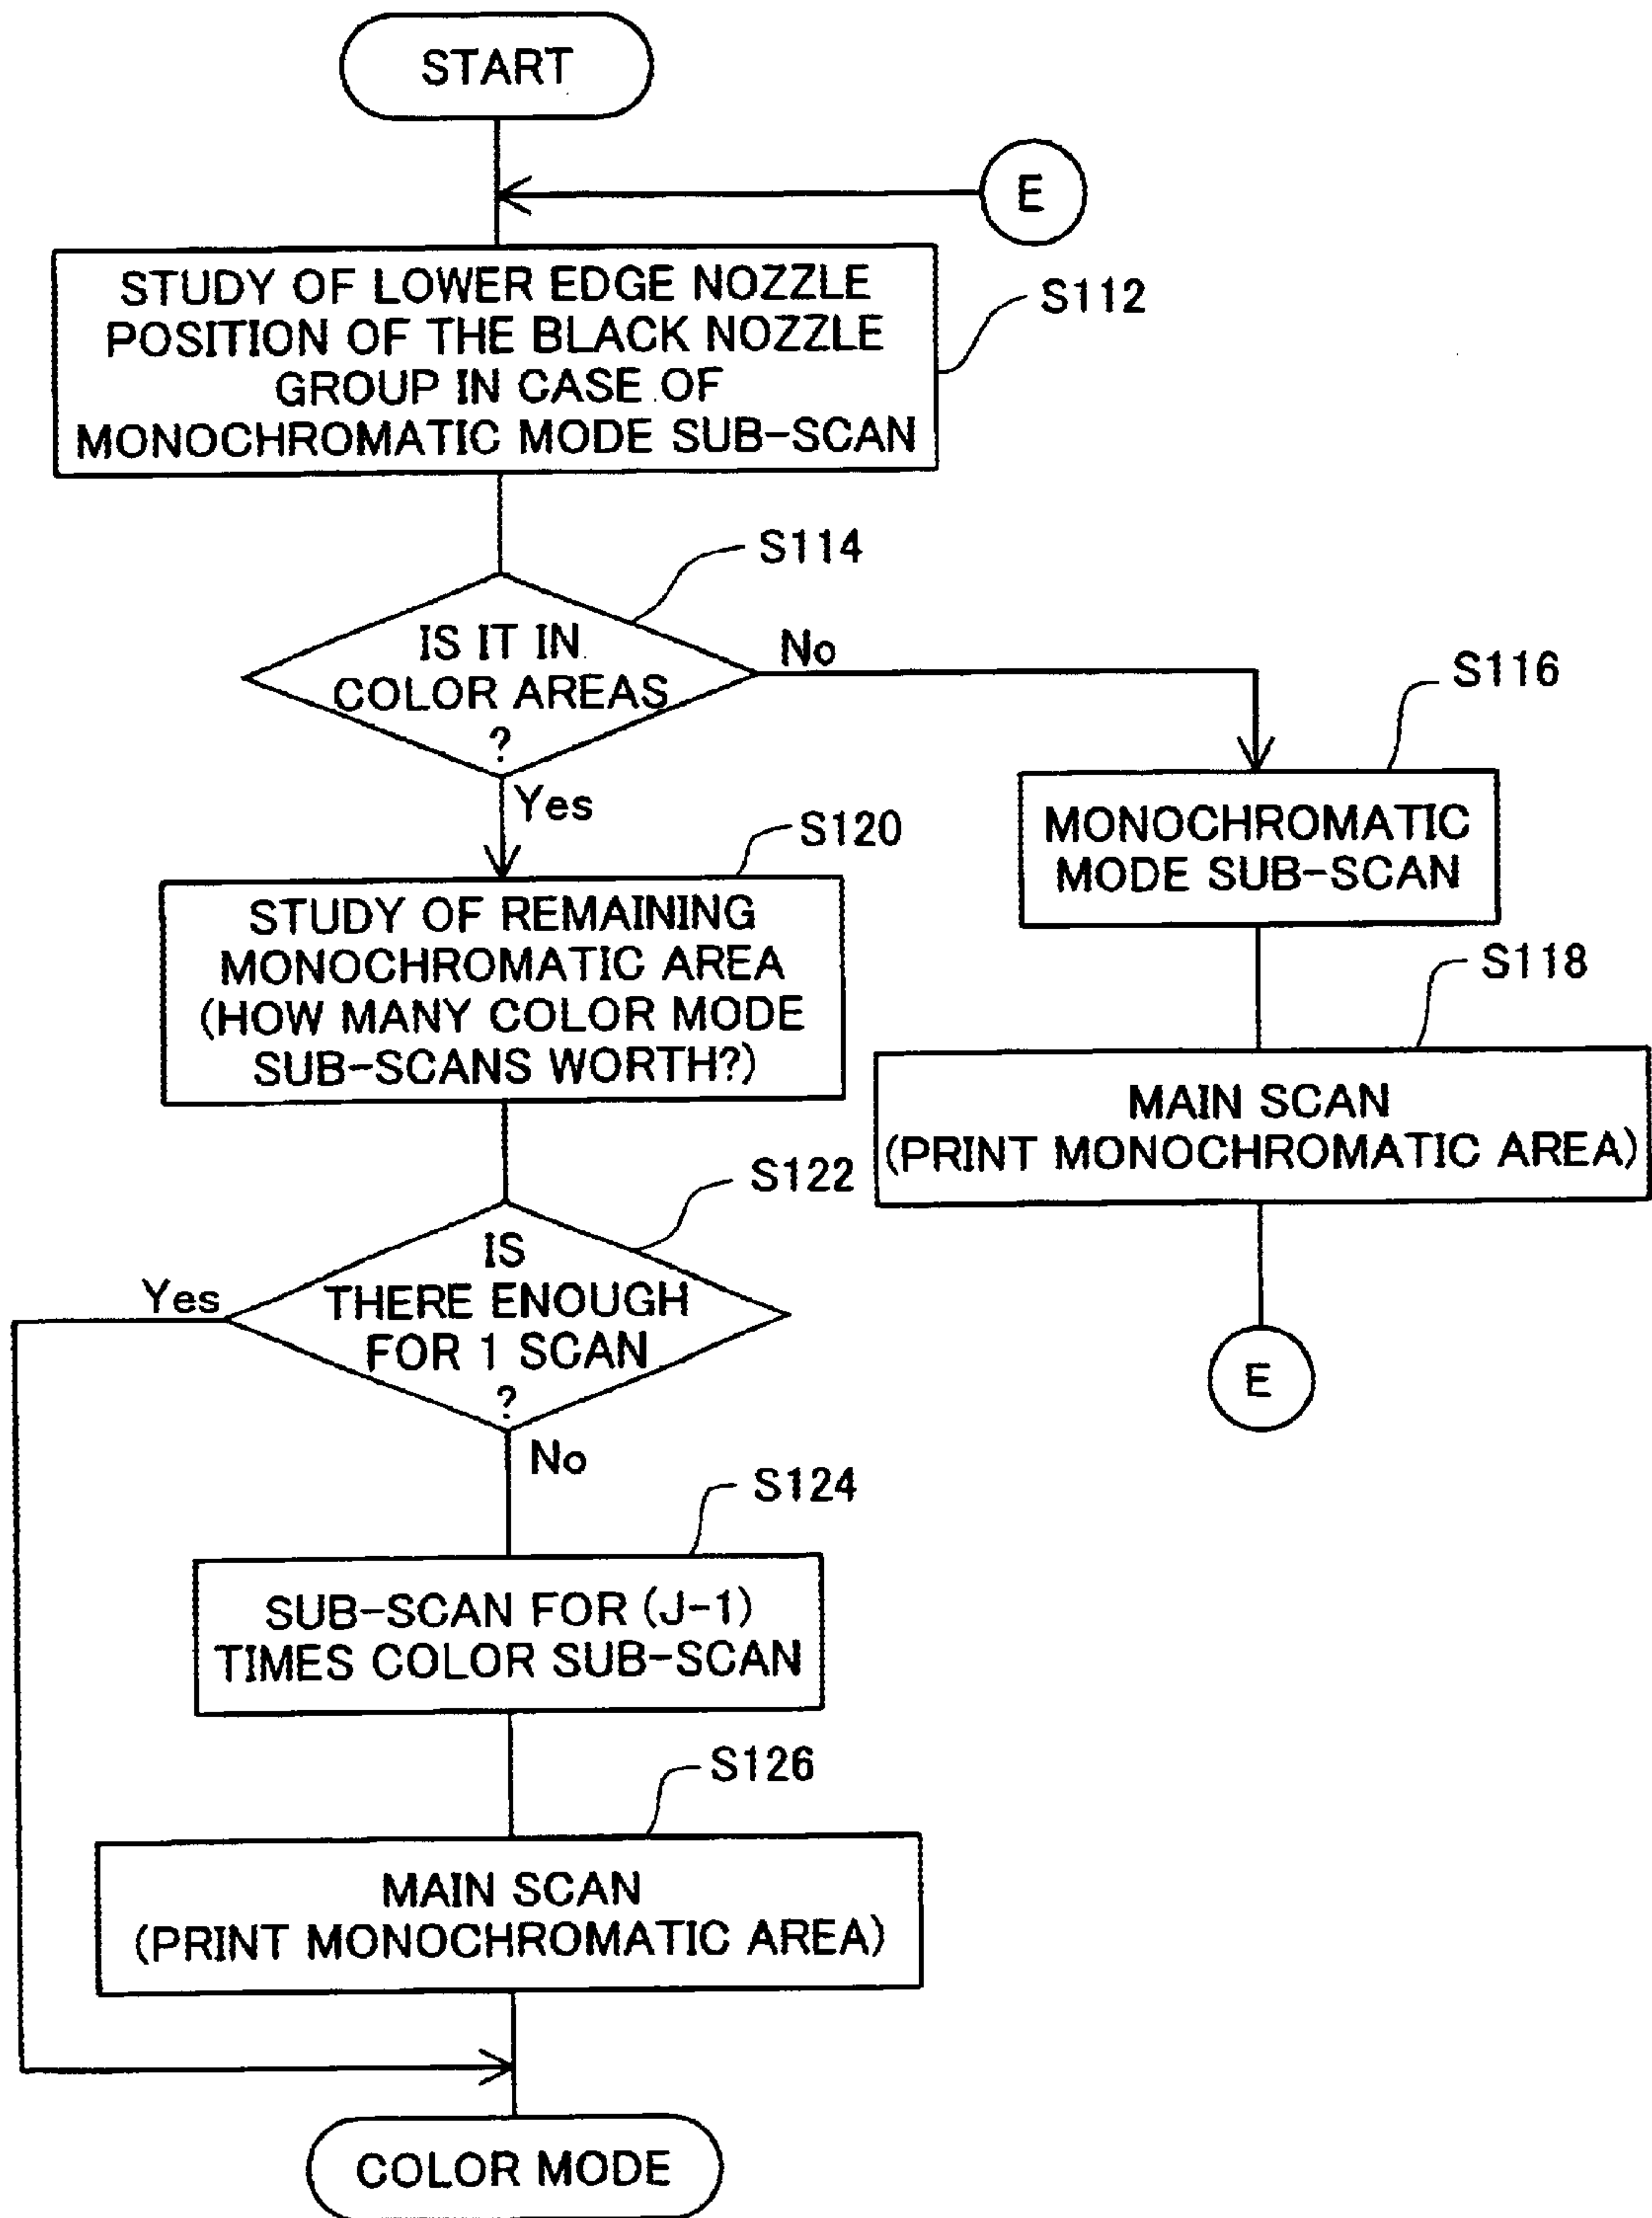 START
E
STUDY OF LOWER EDGE NOZZLE
POSITION OF THE BLACK NOZZLE
GROUP IN CASE OF
MONOCHROMATIC MODE SUB-SCAN
S112
S114
IS IT IN
COLOR AREAS
?
No
Yes
S116
MONOCHROMATIC
MODE SUB-SCAN
S118
MAIN SCAN
(PRINT MONOCHROMATIC AREA)
E
S120
STUDY OF REMAINING
MONOCHROMATIC AREA
(HOW MANY COLOR MODE
SUB-SCANS WORTH?)
S122
IS
THERE ENOUGH
FOR 1 SCAN
?
Yes
No
S124
SUB-SCAN FOR (J-1)
TIMES COLOR SUB-SCAN
S126
MAIN SCAN
(PRINT MONOCHROMATIC AREA)
COLOR MODE